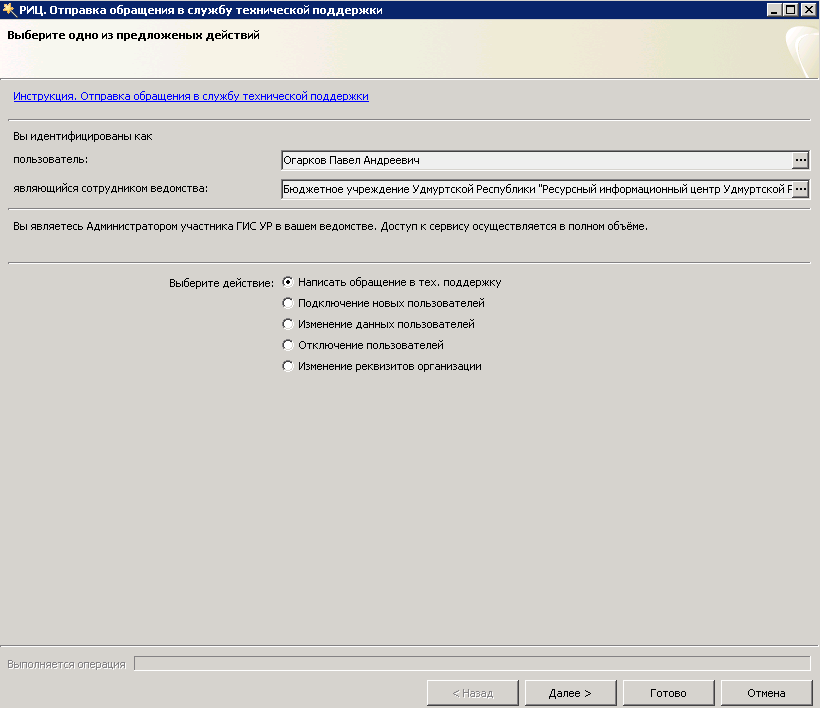 РИЦ. Отправка обращения в службу технической поддержки
Выберите одно из предложеных действий
Инструкция. Отправка обращения в службу технической поддержки
Вы идентифицированы как
пользователь: Огарков Павел Андреевич ...
являющийся сотрудником ведомства: Бюджетное учреждение Удмуртской Республики "Ресурсный информационный центр Удмуртской Р ...
Вы являетесь Администратором участника ГИС УР в вашем ведомстве. Доступ к сервису осуществляется в полном объёме.
Выберите действие: Написать обращение в тех. поддержку
Подключение новых пользователей
Изменение данных пользователей
Отключение пользователей
Изменение реквизитов организации
Выполняется операция
< Назад Далее > Готово Отмена